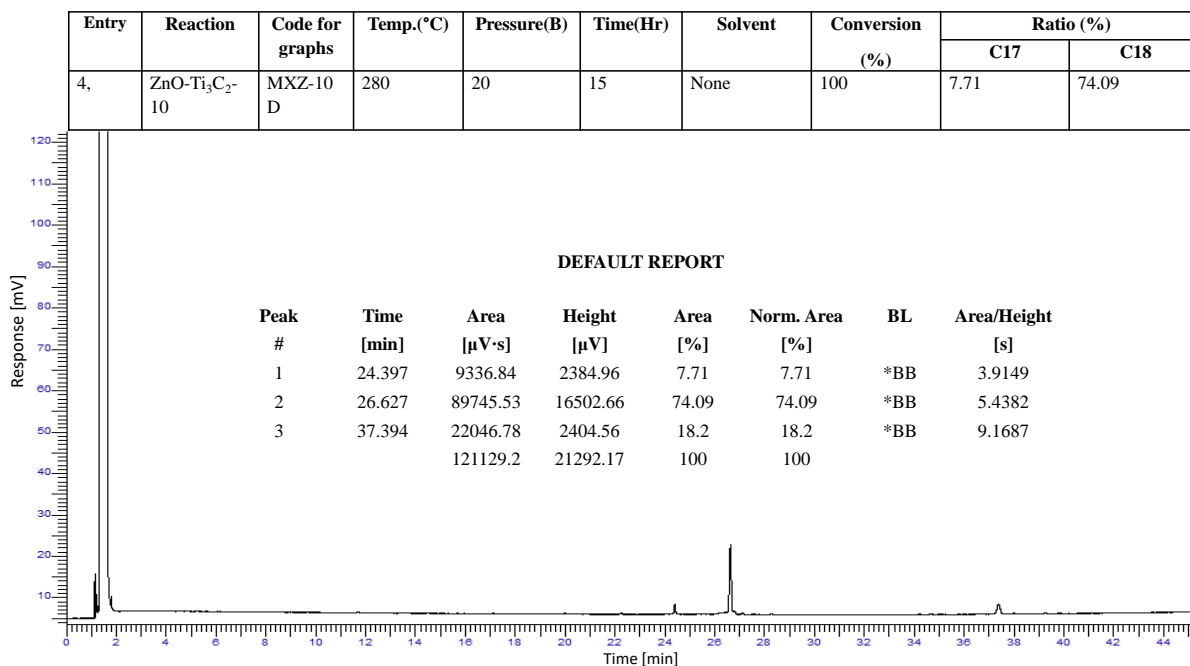 Entry Reaction Code for graphs Temp.(°C) Pressure(B) Time(Hr) Solvent Conversion (%) Ratio (%)
C17 C18
4, ZnO-Ti₃C₂-10 MXZ-10 D 280 20 15 None 100 7.71 74.09
120
110
100
90
80
70
60
50
40
30
20
10
Response [mV]
DEFAULT REPORT
Peak Time Area Height Area Norm. Area BL Area/Height
# [min] [µV·s] [µV] [%] [%] [s]
1 24.397 9336.84 2384.96 7.71 7.71 *BB 3.9149
2 26.627 89745.53 16502.66 74.09 74.09 *BB 5.4382
3 37.394 22046.78 2404.56 18.2 18.2 *BB 9.1687
121129.2 21292.17 100 100
0 2 4 6 8 10 12 14 16 18 20 22 24 26 28 30 32 34 36 38 40 42 44
Time [min]